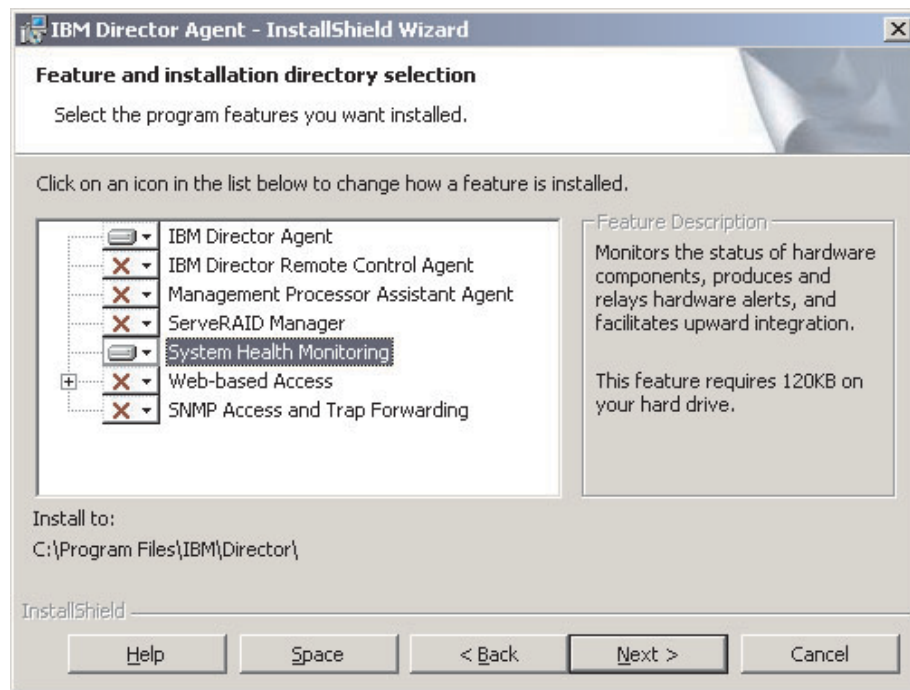 IBM Director Agent - InstallShield Wizard
Feature and installation directory selection
Select the program features you want installed.
Click on an icon in the list below to change how a feature is installed.
IBM Director Agent
IBM Director Remote Control Agent
Management Processor Assistant Agent
ServeRAID Manager
System Health Monitoring
Web-based Access
SNMP Access and Trap Forwarding
Feature Description
Monitors the status of hardware
components, produces and
relays hardware alerts, and
facilitates upward integration.
This feature requires 120KB on
your hard drive.
Install to:
C:\Program Files\IBM\Director\
InstallShield
Help
Space
< Back
Next >
Cancel